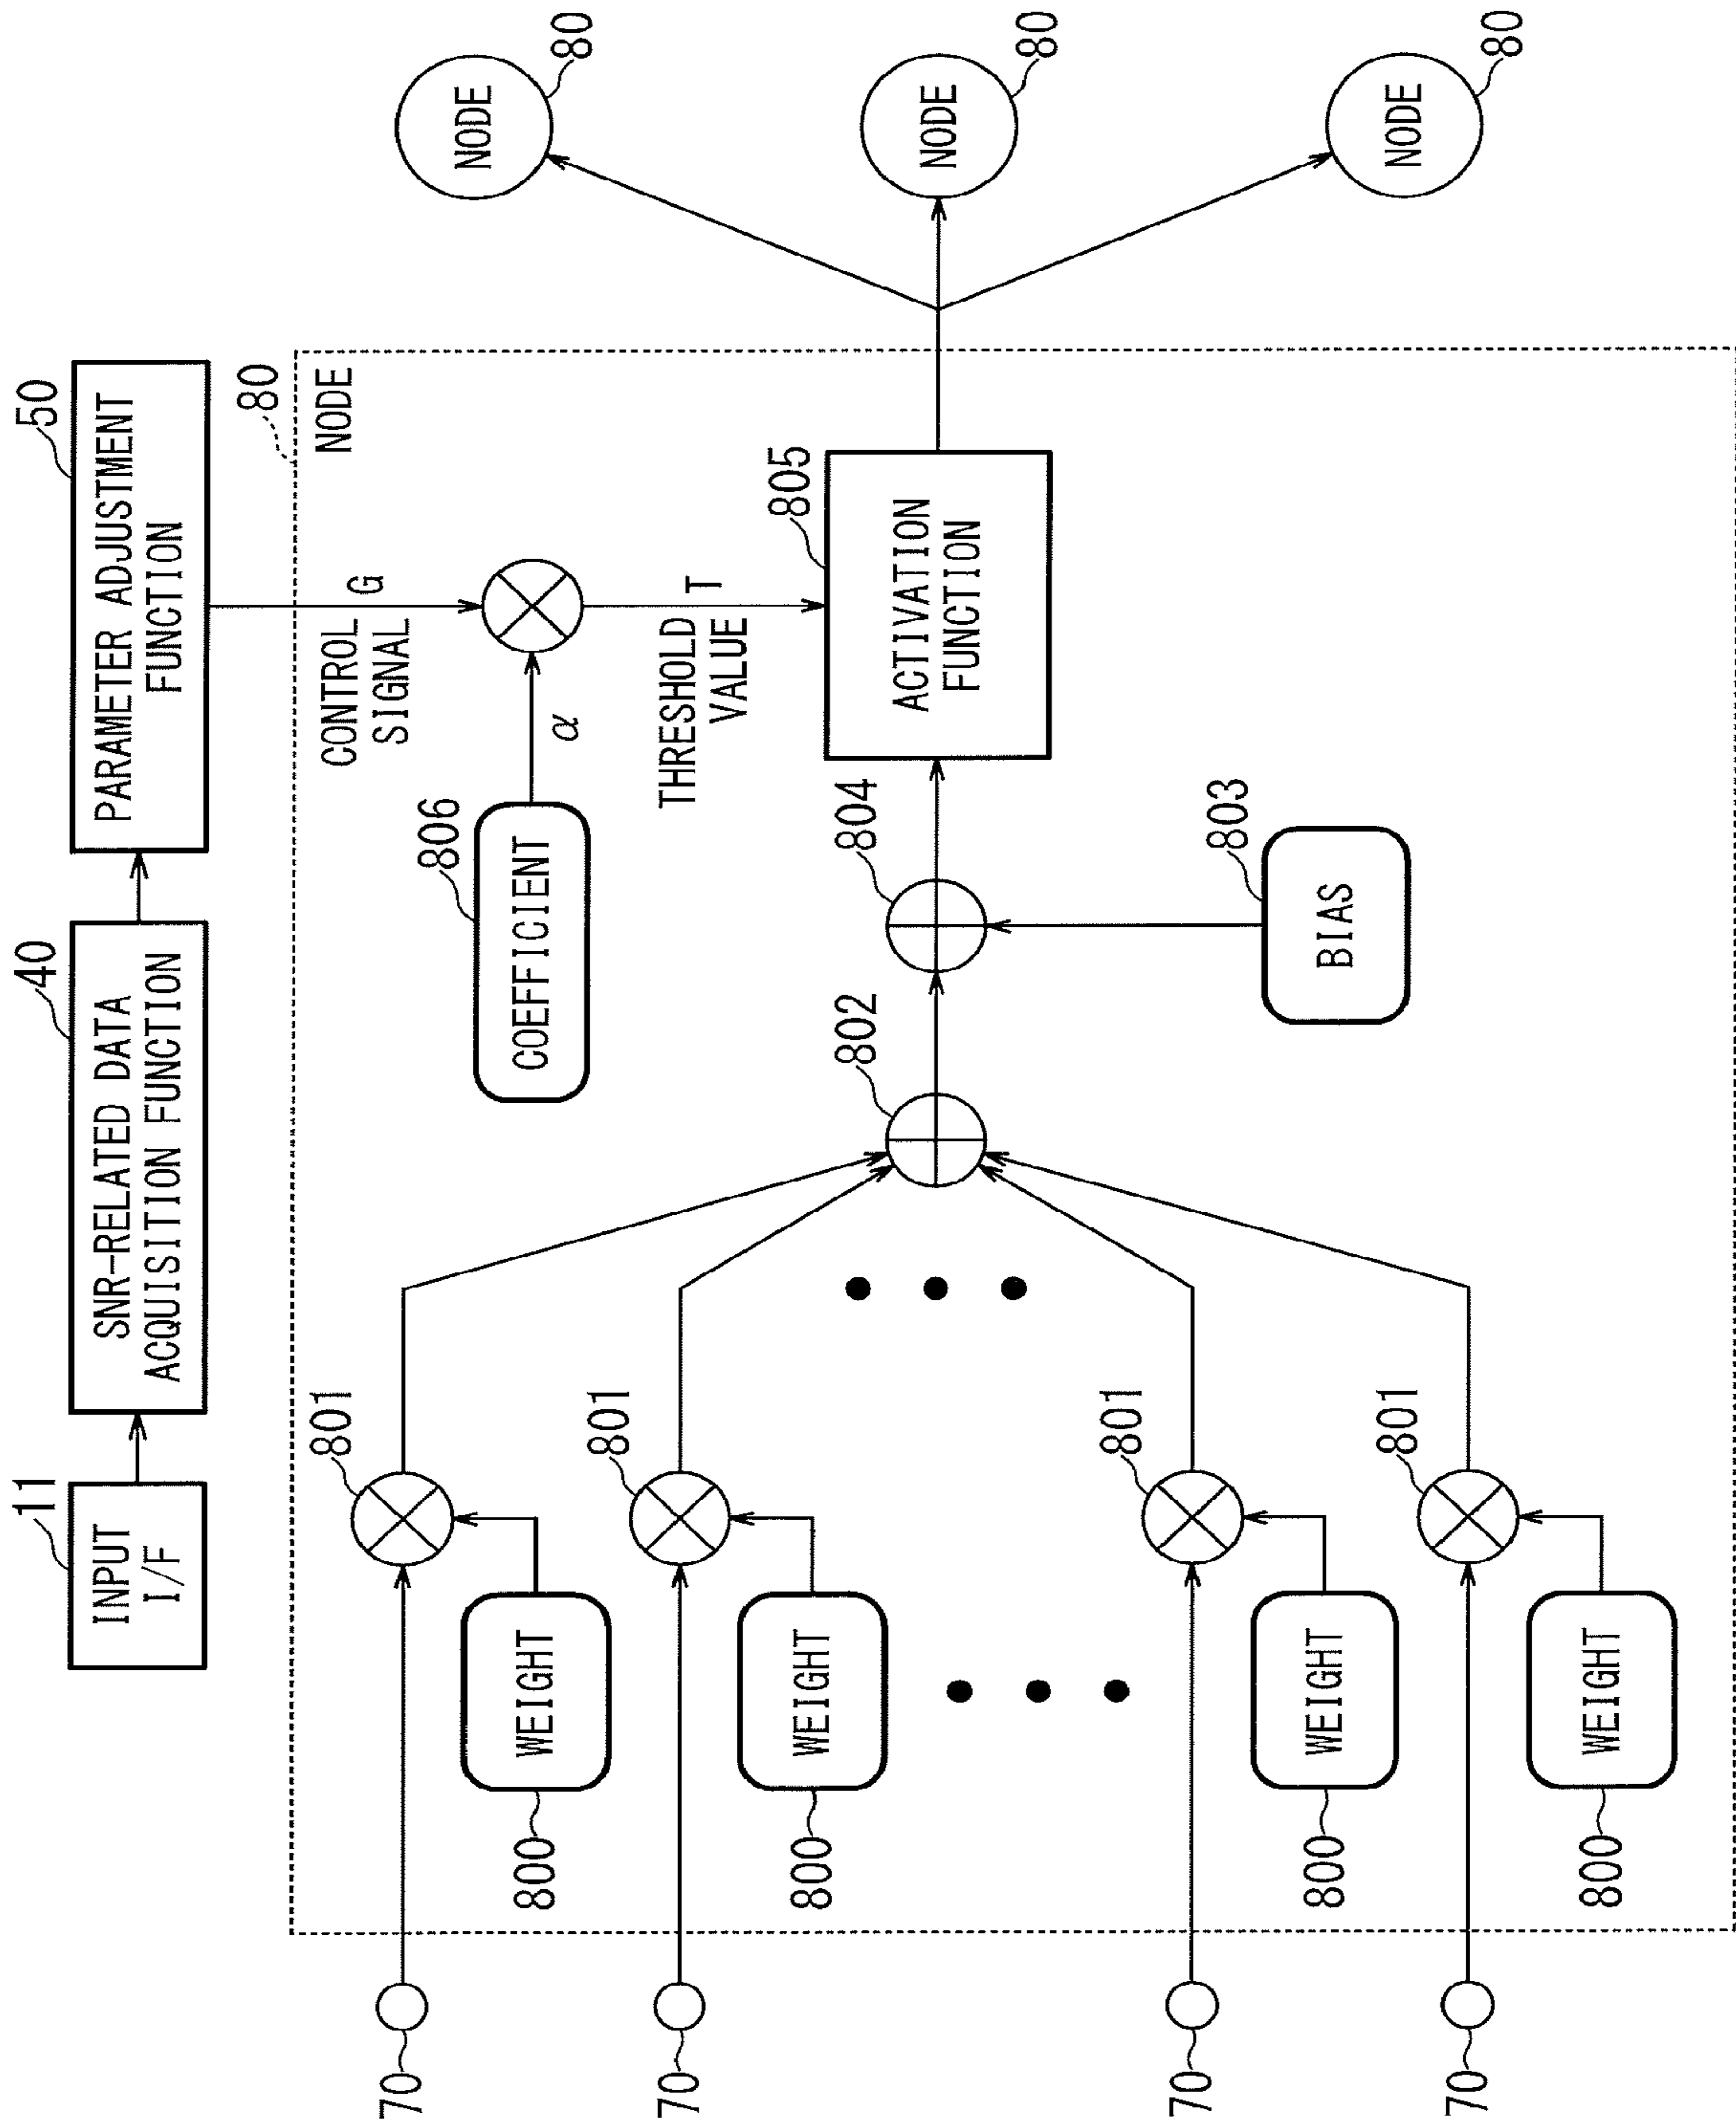 11
INPUT
I/F
40
SNR-RELATED DATA
ACQUISITION FUNCTION
50
PARAMETER ADJUSTMENT
FUNCTION
80
NODE
CONTROL
SIGNAL
G
806
COEFFICIENT
α
THRESHOLD
VALUE
T
805
ACTIVATION
FUNCTION
804
802
803
BIAS
70
801
WEIGHT
800
70
801
WEIGHT
800
70
801
WEIGHT
800
70
801
WEIGHT
800
NODE
80
NODE
80
NODE
80